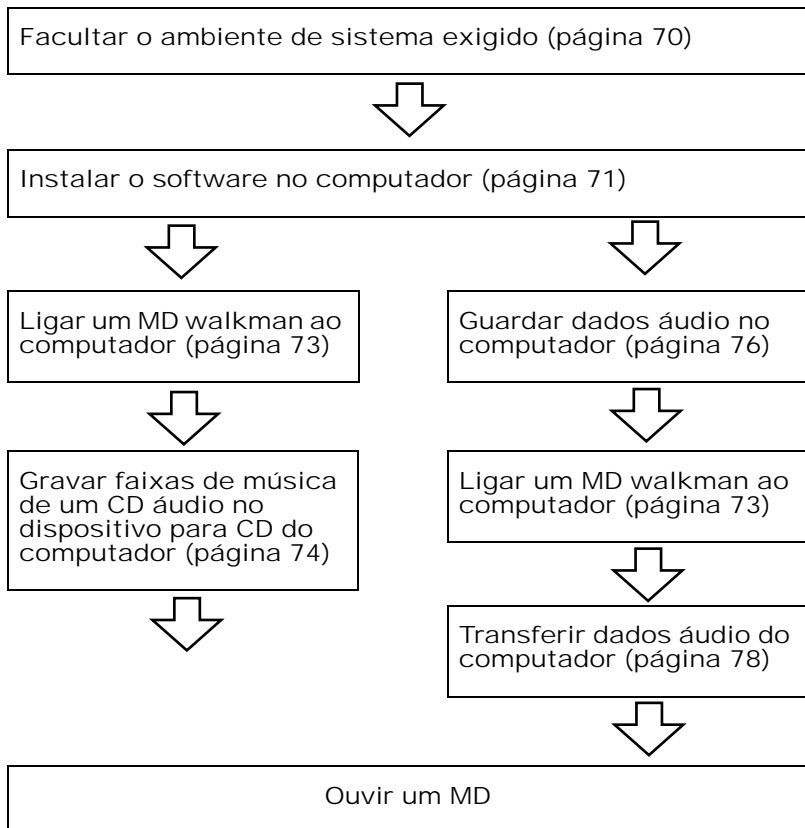 Facultar o ambiente de sistema exigido (página 70)
Instalar o software no computador (página 71)
Ligar um MD walkman ao
computador (página 73)
Gravar faixas de música
de um CD áudio no
dispositivo para CD do
computador (página 74)
Guardar dados áudio no
computador (página 76)
Ligar um MD walkman ao
computador (página 73)
Transferir dados áudio do
computador (página 78)
Ouvir um MD